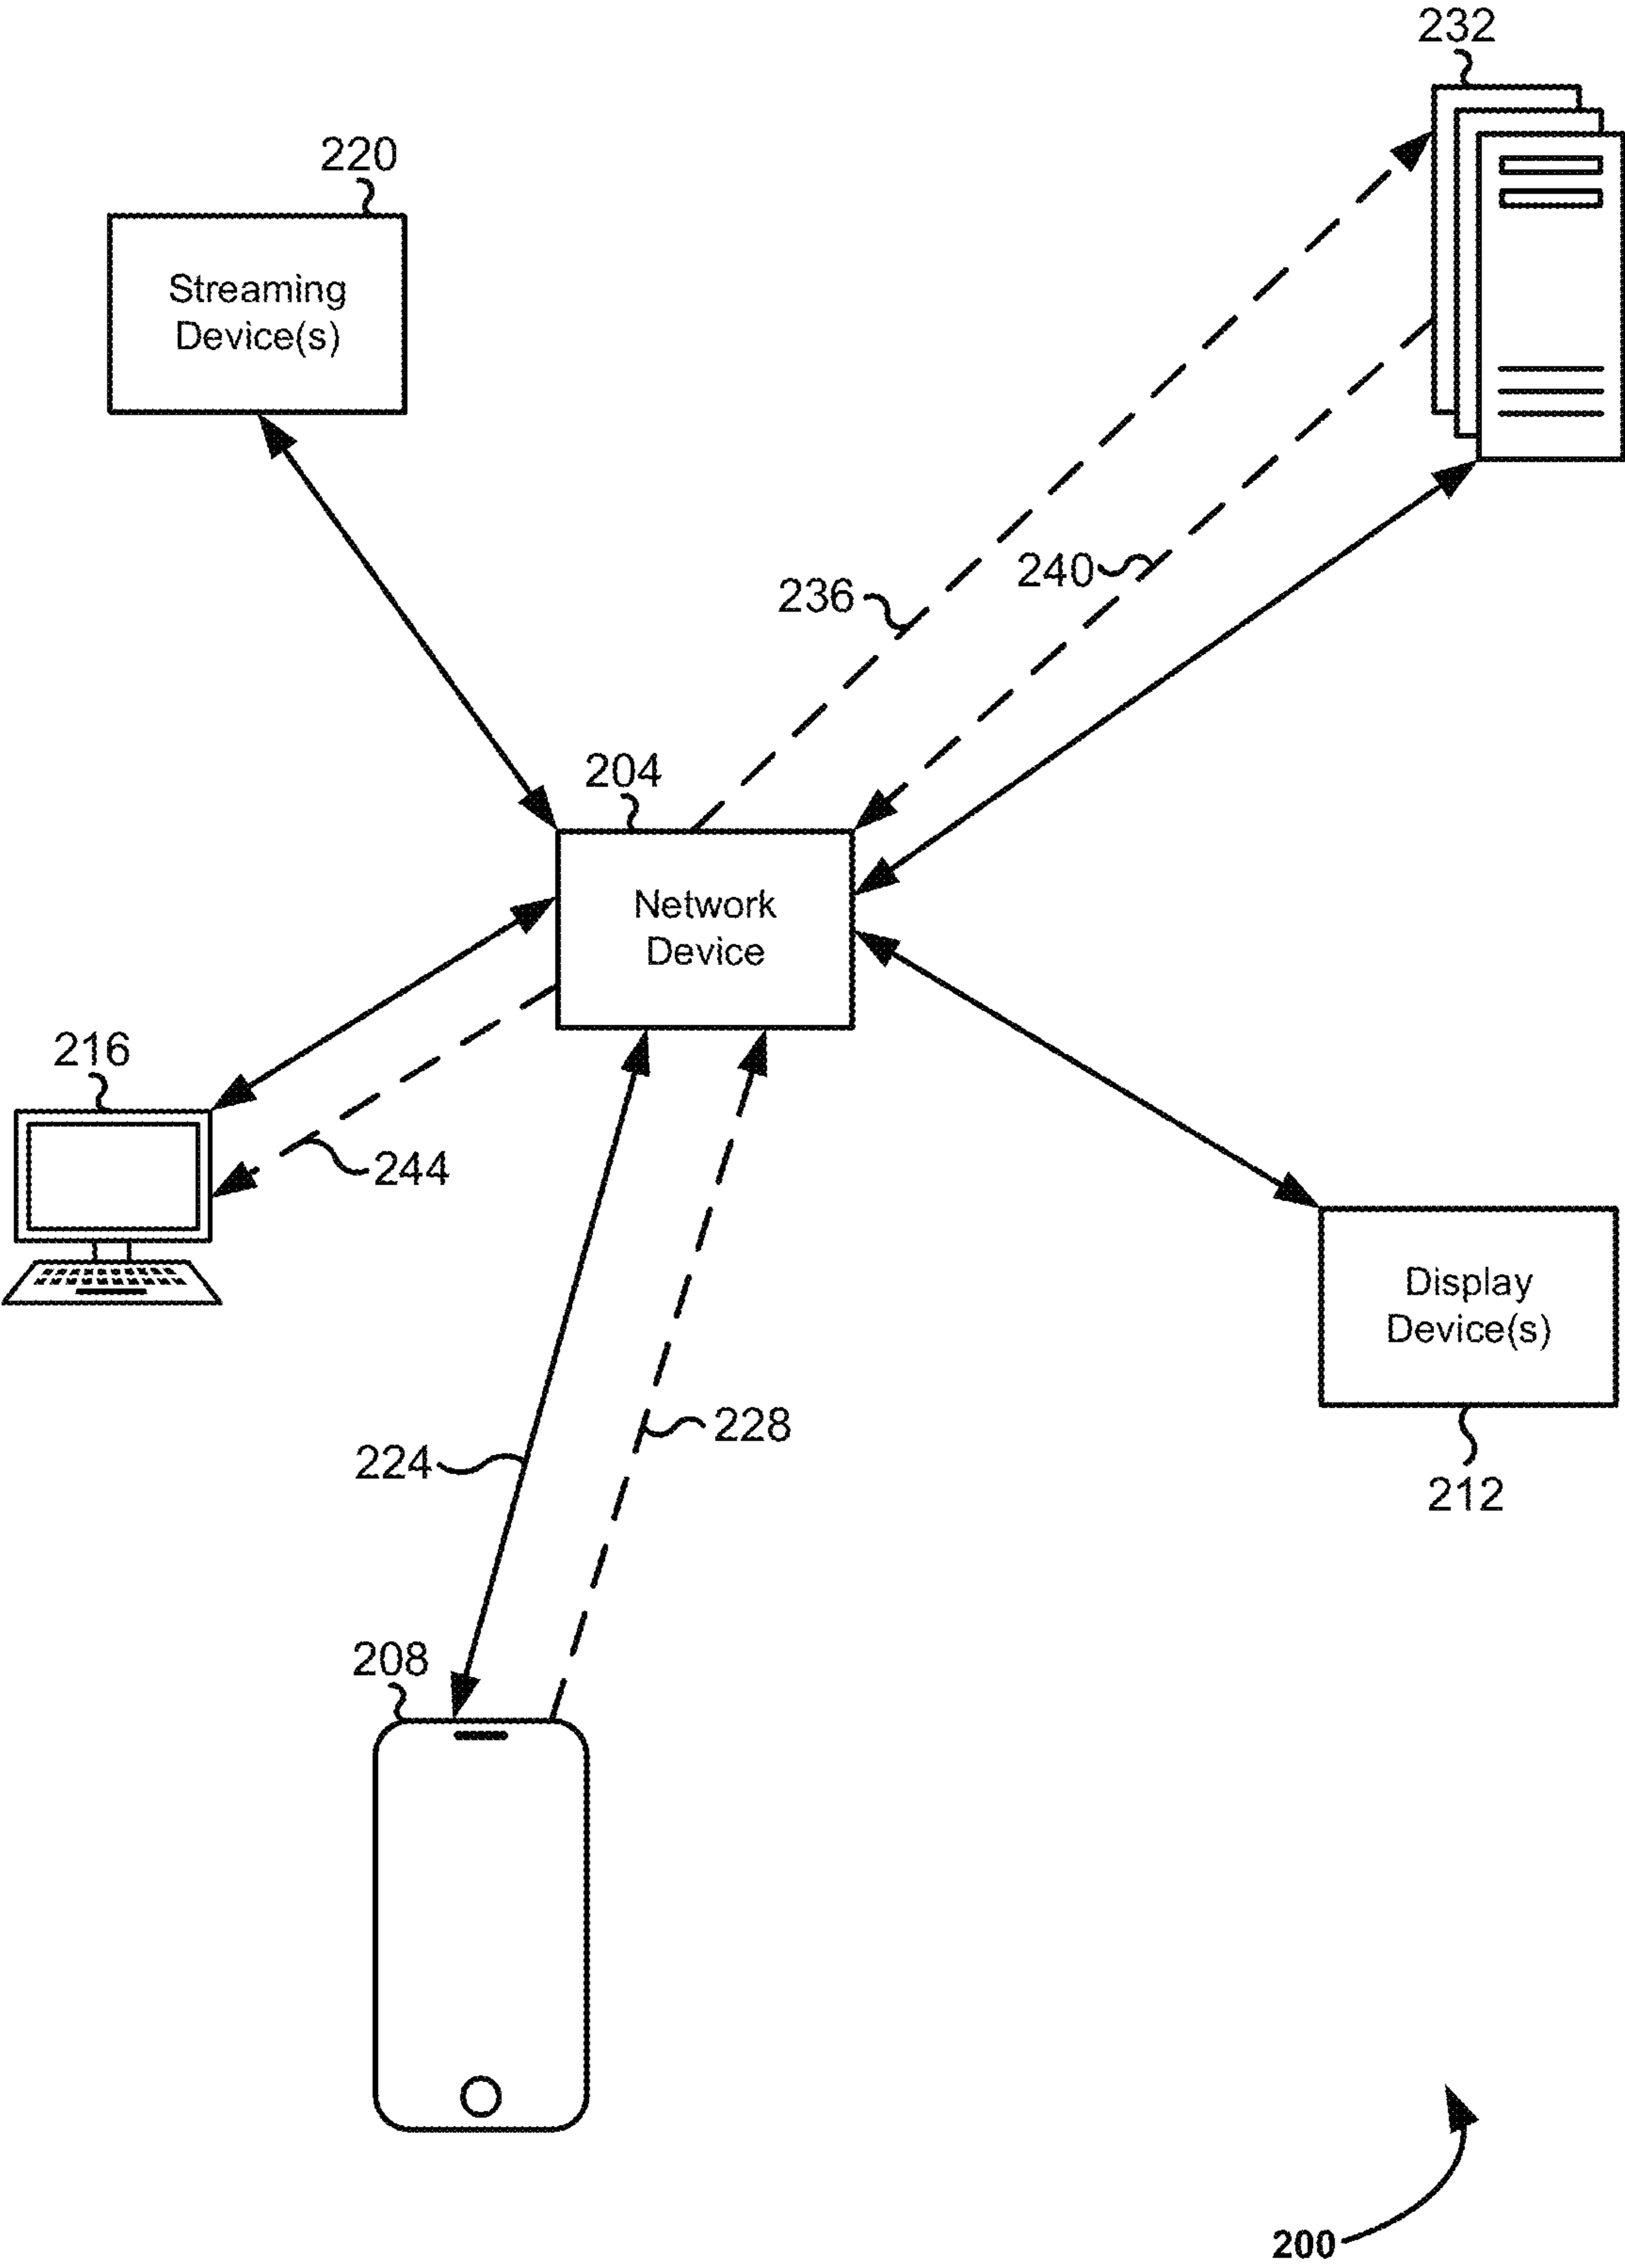 232
220
Streaming
Device(s)
240
236
204
Network
Device
216
244
Display
Device(s)
228
224
212
208
200